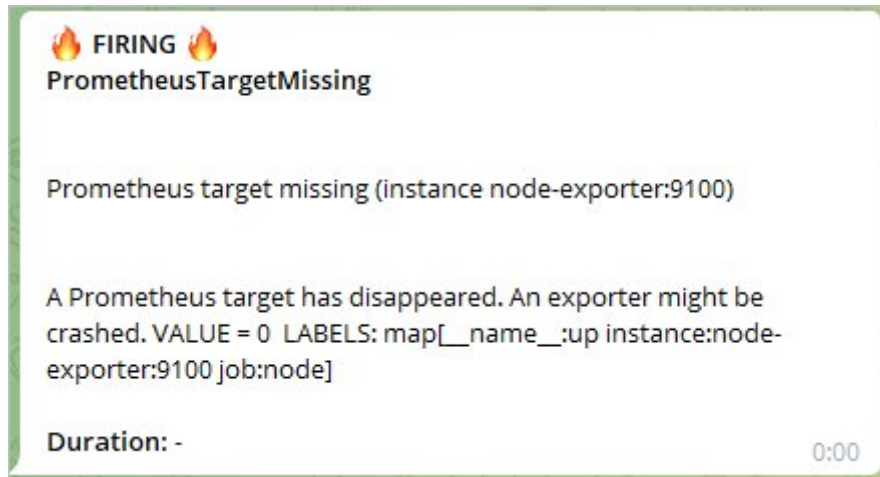 🔥 FIRING 🔥
PrometheusTargetMissing
Prometheus target missing (instance node-exporter:9100)
A Prometheus target has disappeared. An exporter might be
crashed. VALUE = 0 LABELS: map[__name__:up instance:node-
exporter:9100 job:node]
Duration: -
0:00